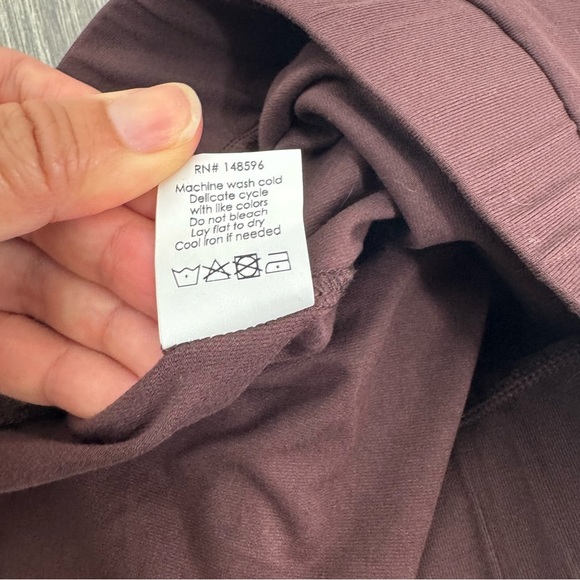 RN# 148596
Machine wash cold
Delicate cycle
with like colors
Do not bleach
Lay flat to dry
Cool iron if needed